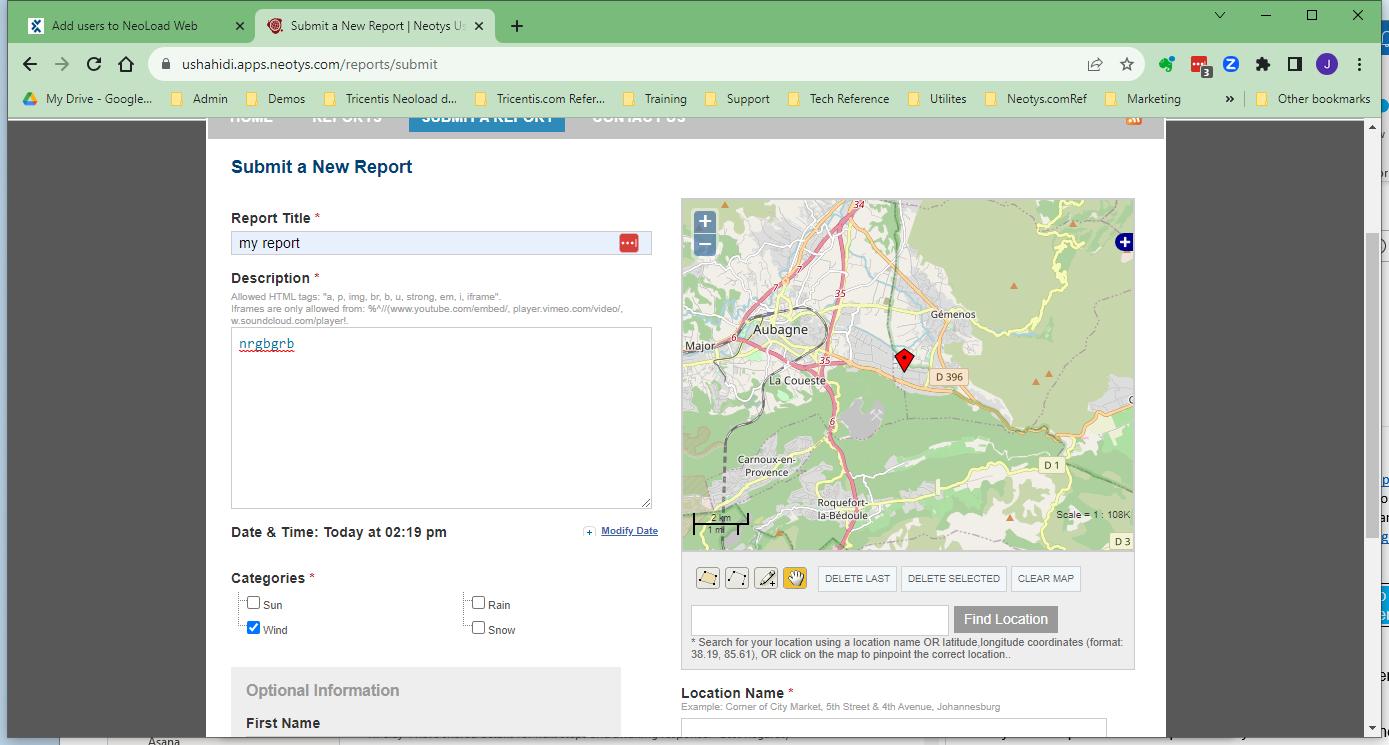 Add users to NeoLoad Web
Submit a New Report | Neotys Us
ushahidi.apps.neotys.com/reports/submit
3
Z
J
My Drive - Google...
Admin
Demos
Tricentis Neoload d...
Tricentis.com Refer...
Training
Support
Tech Reference
Utilites
Neotys.comRef
Marketing
»
Other bookmarks
HOME
REPORTS
SUBMIT A REPORT
CONTACT US
Submit a New Report
Report Title *
my report
Description *
Allowed HTML tags: "a, p, img, br, b, u, strong, em, i, iframe".
Iframes are only allowed from: %^//(www.youtube.com/embed/, player.vimeo.com/video/,
w.soundcloud.com/player!.
nrgbgrb
Date & Time: Today at 02:19 pm
Modify Date
Categories *
Sun
Rain
Wind
Snow
Optional Information
First Name
34
7
35
7
Gémenos
Aubagne
6
Major
35
D 396
La Coueste
6
Carnoux-en-
Provence
D 1
Roquefort-
la-Bédoule
2 km
1 mi
Scale = 1 : 108K
D 3
DELETE LAST
DELETE SELECTED
CLEAR MAP
Find Location
* Search for your location using a location name OR latitude,longitude coordinates (format:
38.19, 85.61), OR click on the map to pinpoint the correct location..
Location Name *
Example: Corner of City Market, 5th Street & 4th Avenue, Johannesburg
Asana